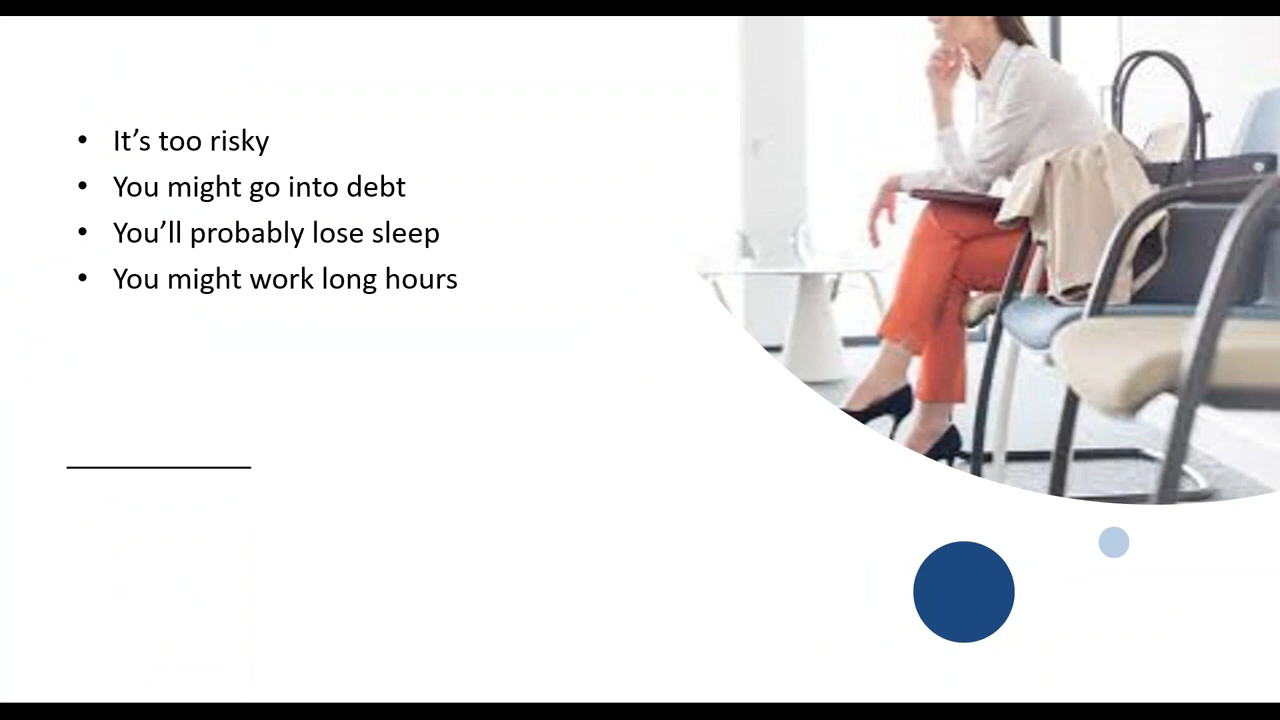 • It’s too risky
• You might go into debt
• You’ll probably lose sleep
• You might work long hours